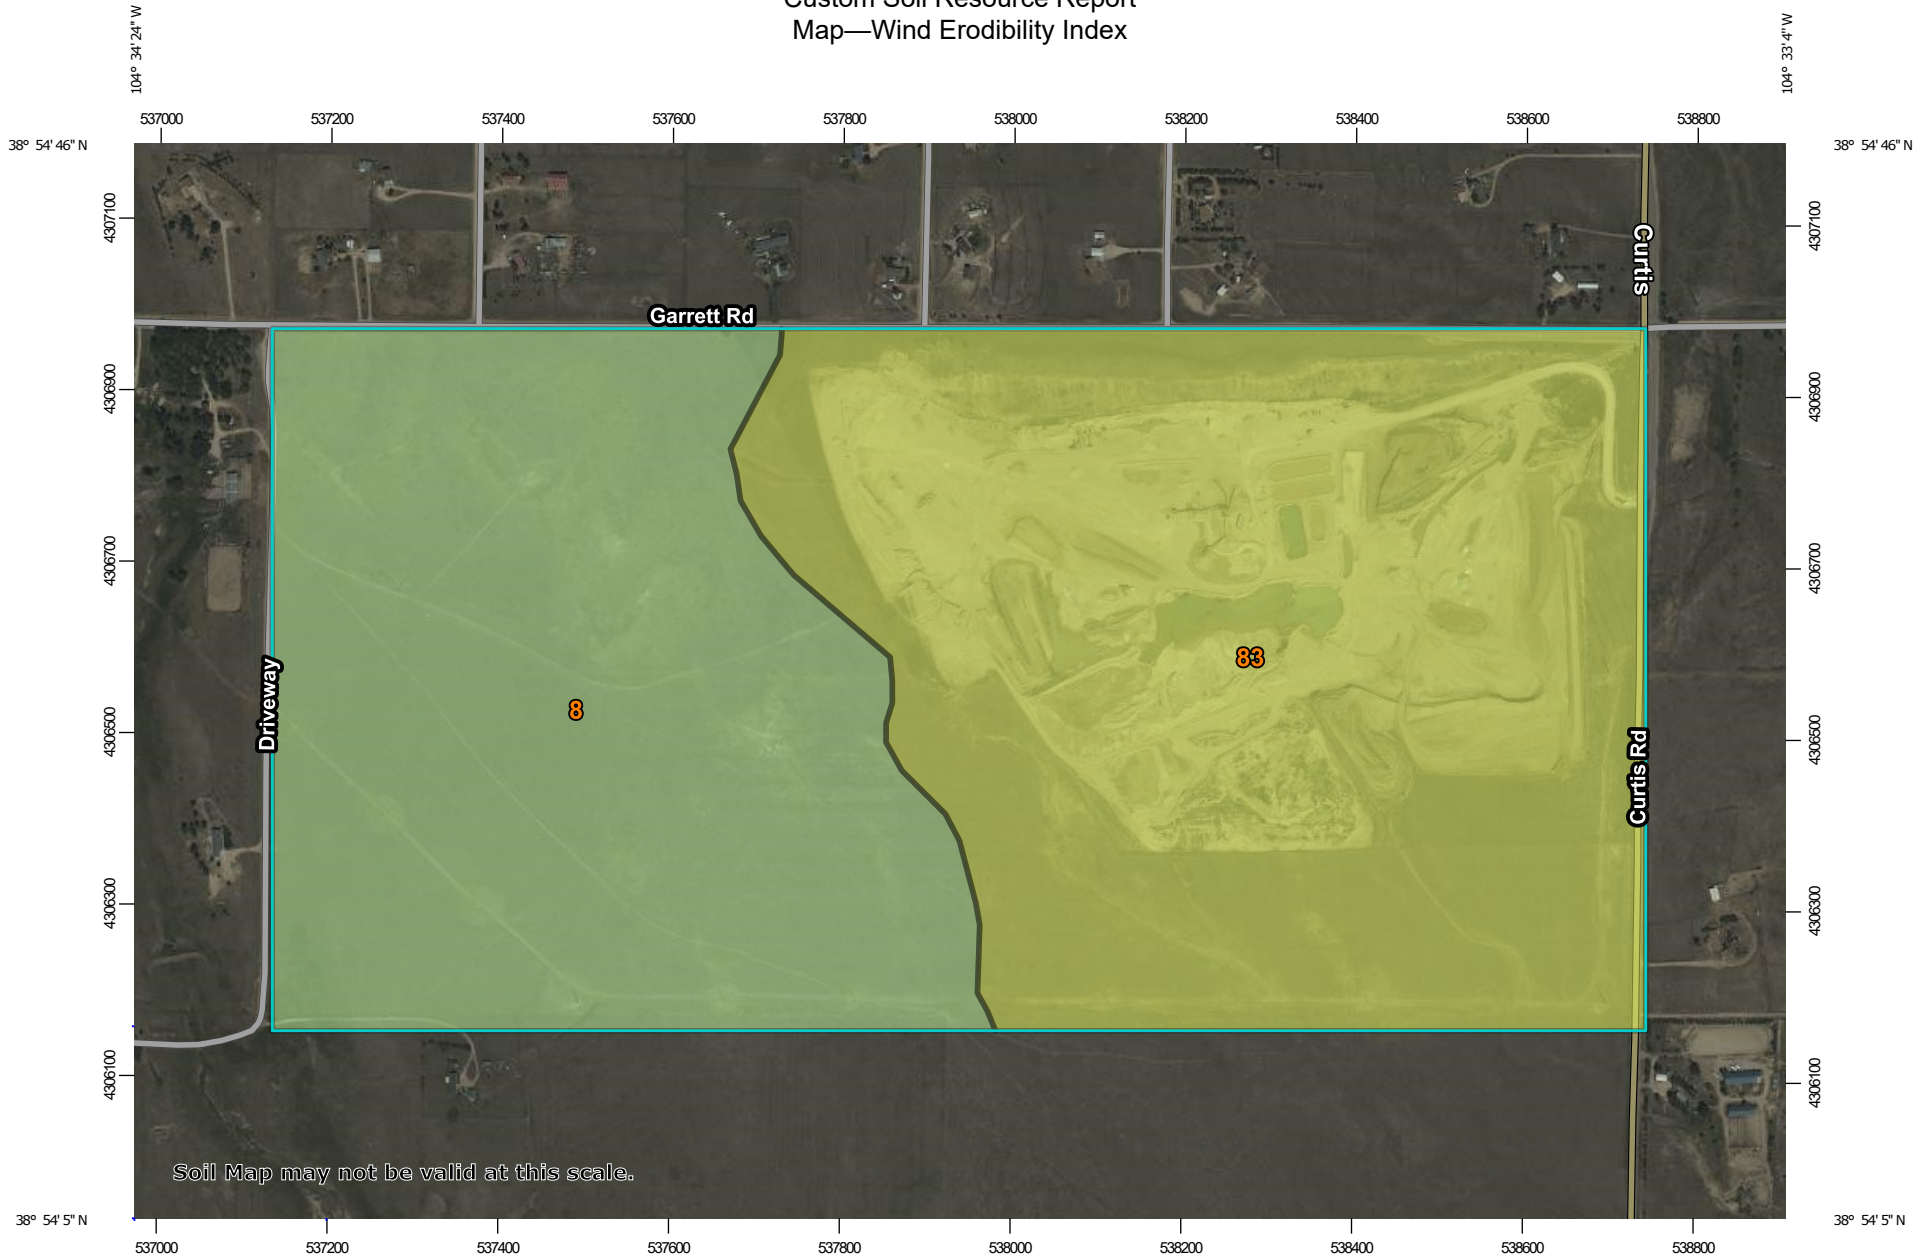 Custom Soil Resource Report
Map—Wind Erodibility Index
104° 34' 24" W
104° 33' 4" W
537000 537200 537400 537600 537800 538000 538200 538400 538600 538800
38° 54' 46" N
38° 54' 46" N
4307100
4307100
Curtis
Garrett Rd
4306900
4306900
4306700
4306700
83
Driveway
8
4306500
4306500
Curtis Rd
4306300
4306300
4306100
4306100
Soil Map may not be valid at this scale.
38° 54' 5" N
38° 54' 5" N
537000 537200 537400 537600 537800 538000 538200 538400 538600 538800